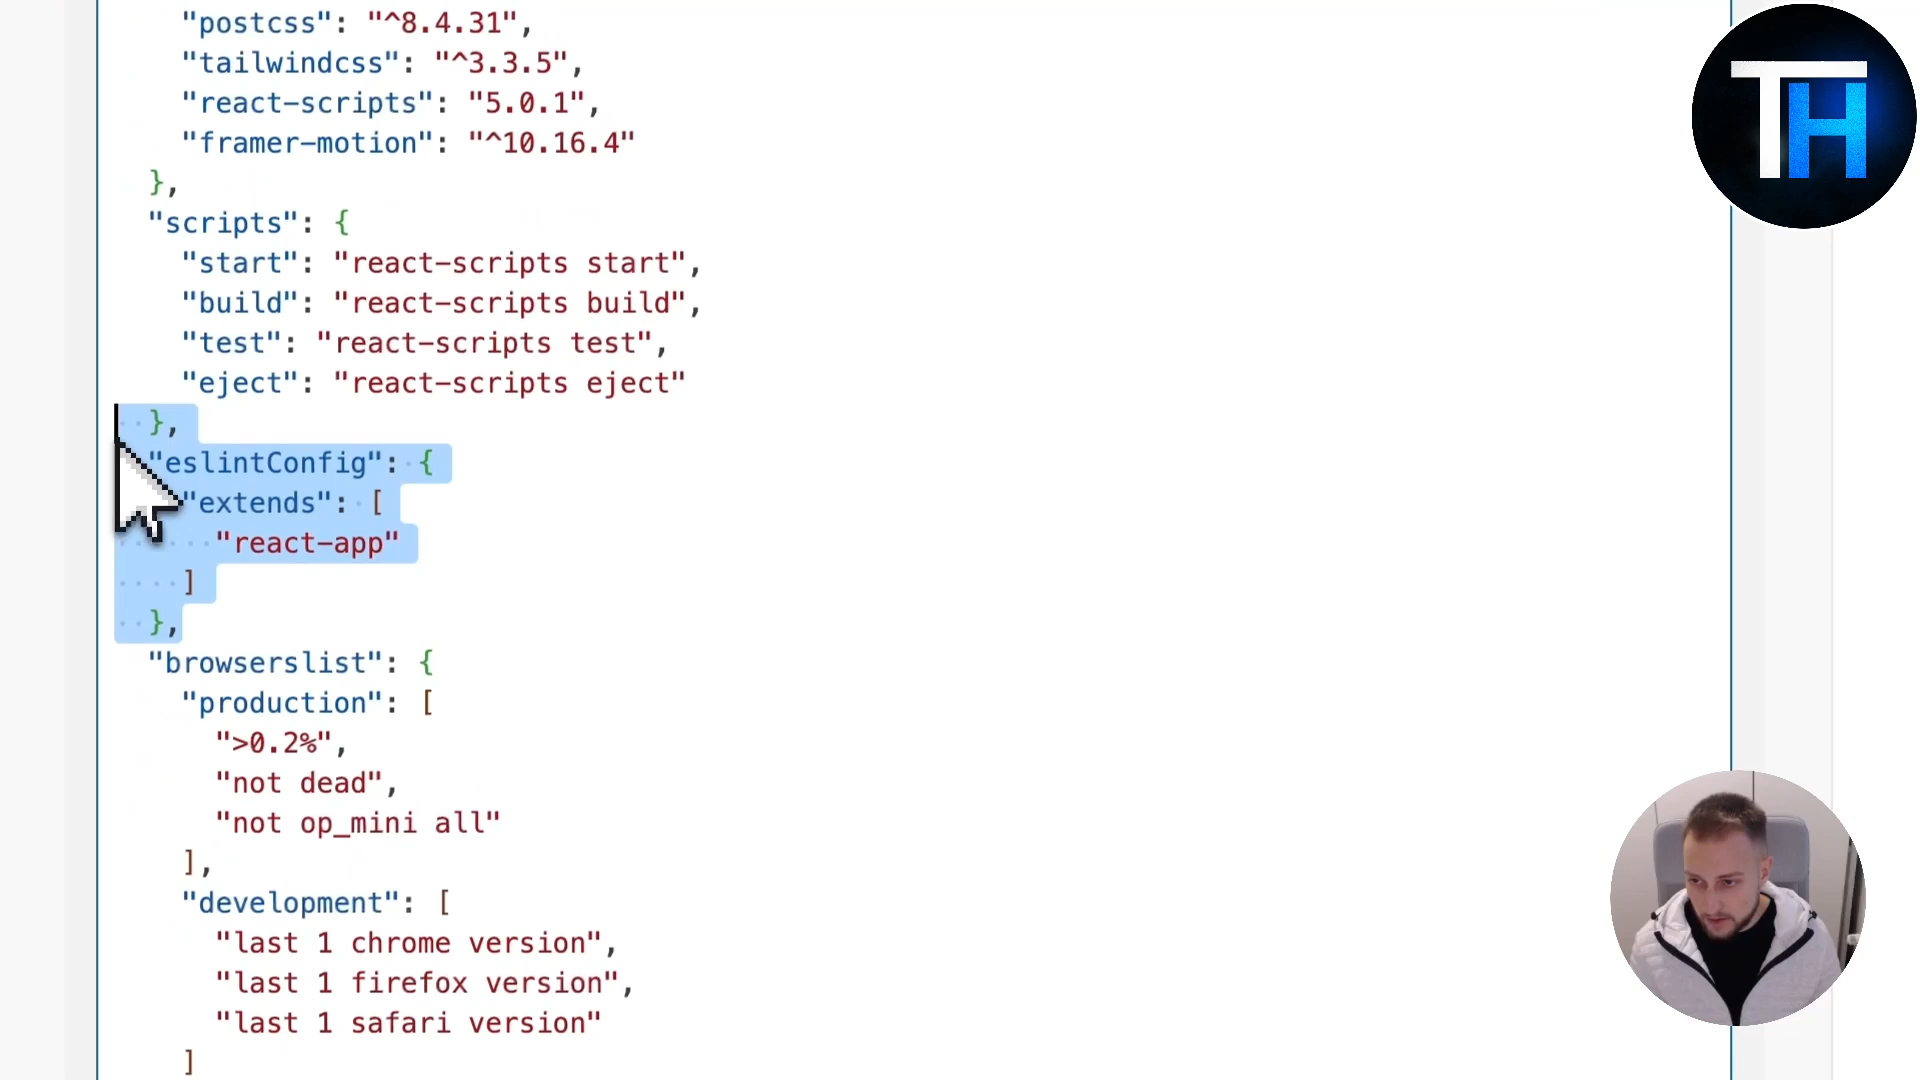 "postcss": "^8.4.31",
"tailwindcss": "^3.3.5",
"react-scripts": "5.0.1",
"framer-motion": "^10.16.4"
},
"scripts": {
"start": "react-scripts start",
"build": "react-scripts build",
"test": "react-scripts test",
"eject": "react-scripts eject"
},
"eslintConfig": {
"extends": [
"react-app"
]
},
"browserslist": {
"production": [
">0.2%",
"not dead",
"not op_mini all"
],
"development": [
"last 1 chrome version",
"last 1 firefox version",
"last 1 safari version"
]
TH